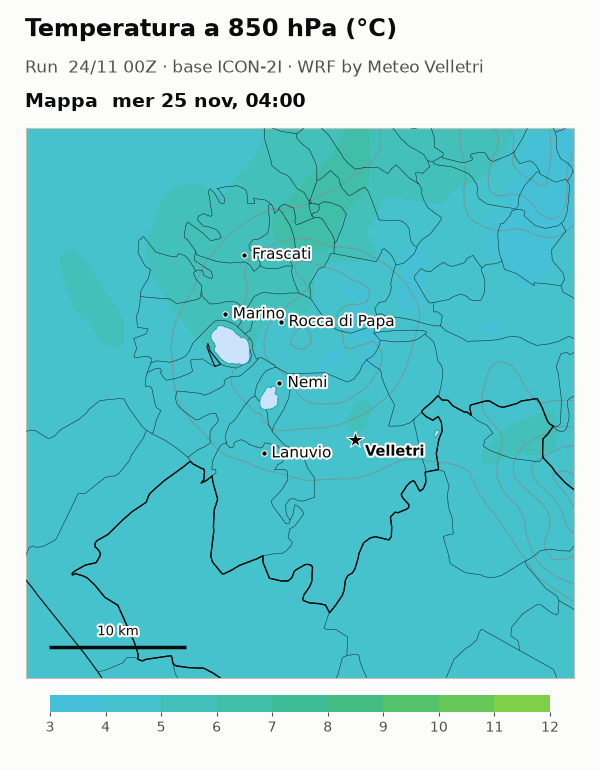 Temperatura a 850 hPa (°C)
Run  24/11 00Z · base ICON-2I · WRF by Meteo Velletri
Mappa  mer 25 nov, 04:00
Frascati
Marino
Rocca di Papa
Nemi
Velletri
Lanuvio
10 km
3 4 5 6 7 8 9 10 11 12